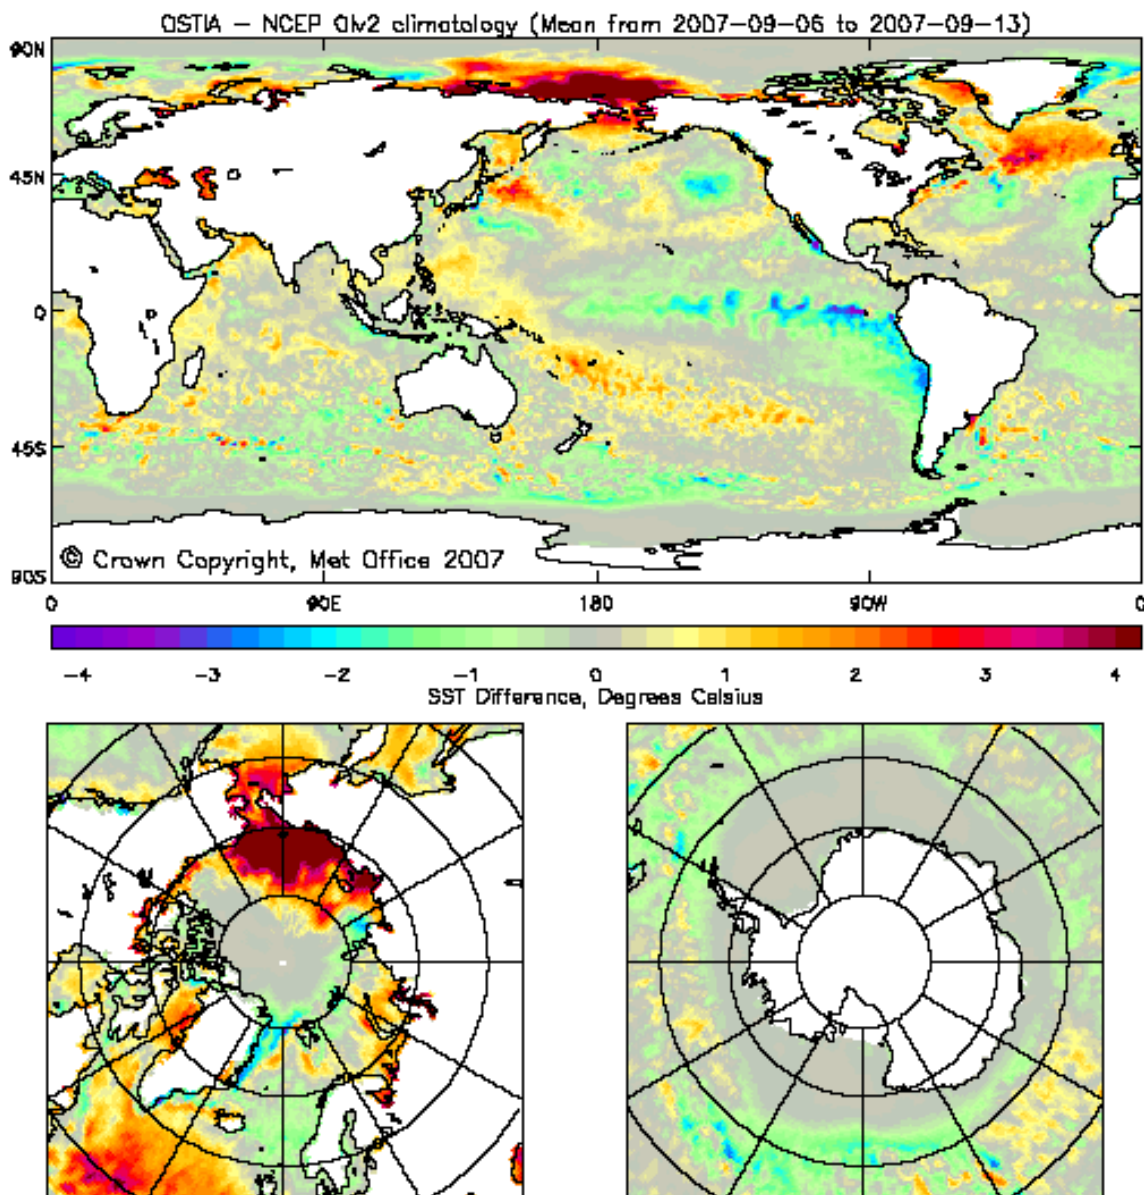 OSTIA – NCEP OIv2 climatology (Mean from 2007–09–06 to 2007–09–13)
90N
45N
0
45S
90S
© Crown Copyright, Met Office 2007
0 90E 180 90W 0
−4 −3 −2 −1 0 1 2 3 4
SST Difference, Degrees Celsius